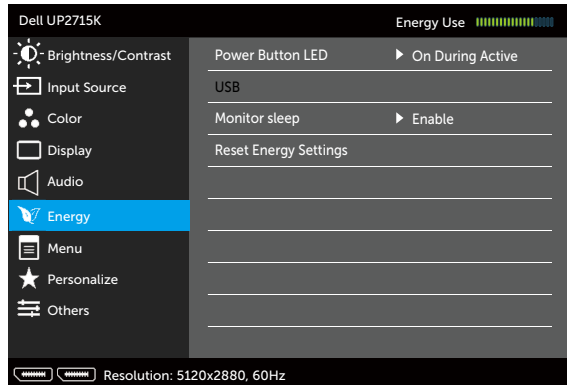 Dell UP2715K
Energy Use
Brightness/Contrast
Power Button LED
On During Active
Input Source
USB
Color
Monitor sleep
Enable
Display
Reset Energy Settings
Audio
Energy
Menu
Personalize
Others
Resolution: 5120x2880, 60Hz